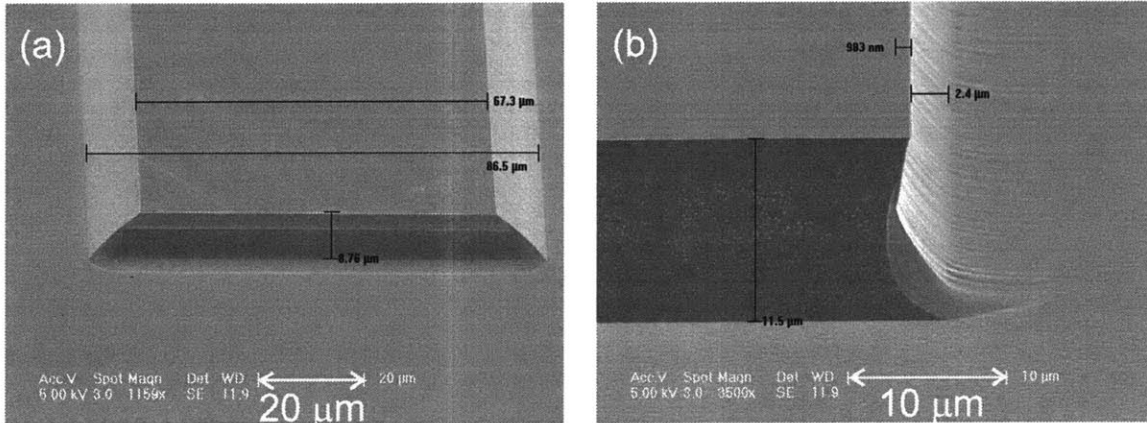 (a)
67.3 µm
86.5 µm
8.76 µm
Acc.V Spot Magn Det WD
5.00 kV 3.0 1159x SE 11.9
20 µm
20 µm
(b)
983 nm
2.4 µm
11.5 µm
Acc.V Spot Magn Det WD
5.00 kV 3.0 3500x SE 11.9
10 µm
10 µm